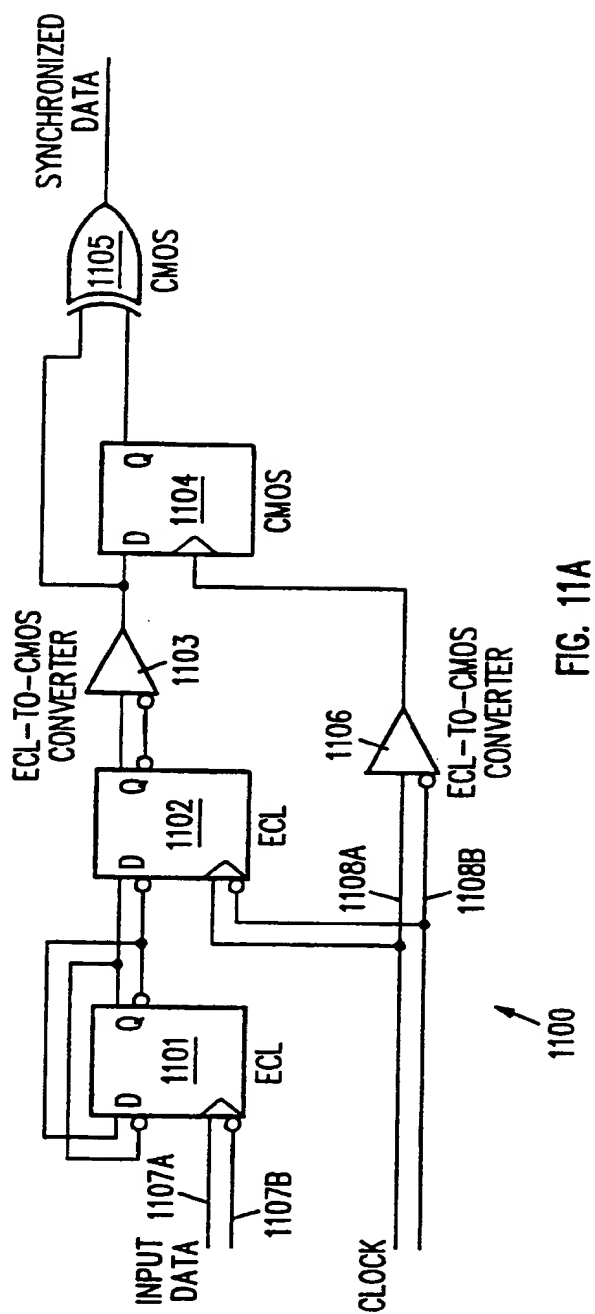 INPUT
DATA
1107A
1107B
D
Q
1101
ECL
D
Q
1102
ECL
ECL-TO-CMOS
CONVERTER
1103
D
Q
1104
CMOS
1105
CMOS
SYNCHRONIZED
DATA
CLOCK
1108A
1108B
1106
ECL-TO-CMOS
CONVERTER
1100
FIG. 11A